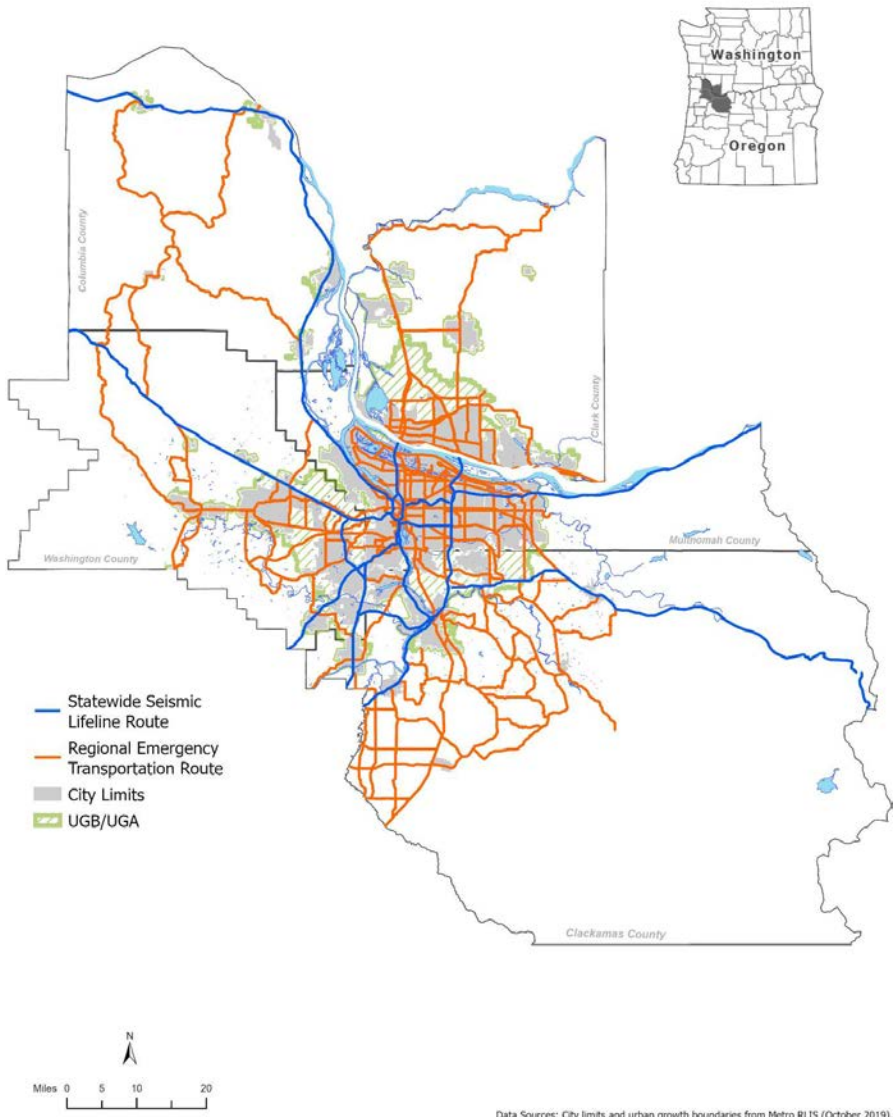 Washington
Oregon
Columbia County
Clark County
Washington County
Multnomah County
Statewide Seismic
Lifeline Route
Regional Emergency
Transportation Route
City Limits
UGB/UGA
Clackamas County
N
Miles 0 5 10 20
Data Sources: City limits and urban growth boundaries from Metro RLIS (October 2019)